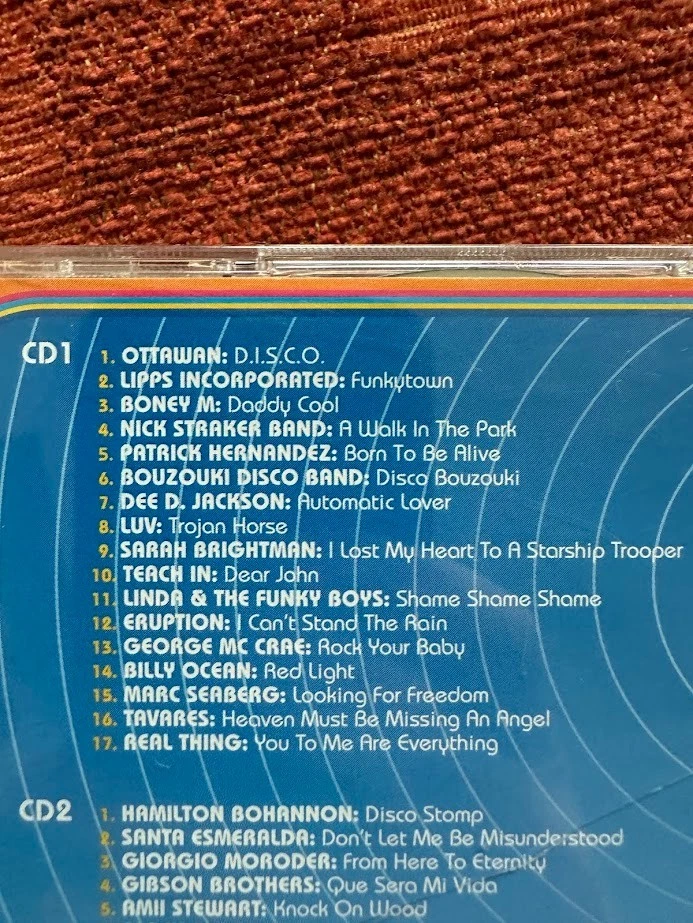 CD1 1. OTTAWAN: D.I.S.C.O.
2. LIPPS INCORPORATED: Funkytown
3. BONEY M: Daddy Cool
4. NICK STRAKER BAND: A Walk In The Park
5. PATRICK HERNANDEZ: Born To Be Alive
6. BOUZOUKI DISCO BAND: Disco Bouzouki
7. DEE D. JACKSON: Automatic Lover
8. LUV: Trojan Horse
9. SARAH BRIGHTMAN: I Lost My Heart To A Starship Trooper
10. TEACH IN: Dear John
11. LINDA & THE FUNKY BOYS: Shame Shame Shame
12. ERUPTION: I Can't Stand The Rain
13. GEORGE MC CRAE: Rock Your Baby
14. BILLY OCEAN: Red Light
15. MARC SEABERG: Looking For Freedom
16. TAVARES: Heaven Must Be Missing An Angel
17. REAL THING: You To Me Are Everything
CD2 1. HAMILTON BOHANNON: Disco Stomp
2. SANTA ESMERALDA: Don't Let Me Be Misunderstood
3. GIORGIO MORODER: From Here To Eternity
4. GIBSON BROTHERS: Que Sera Mi Vida
5. AMII STEWART: Knock On Wood